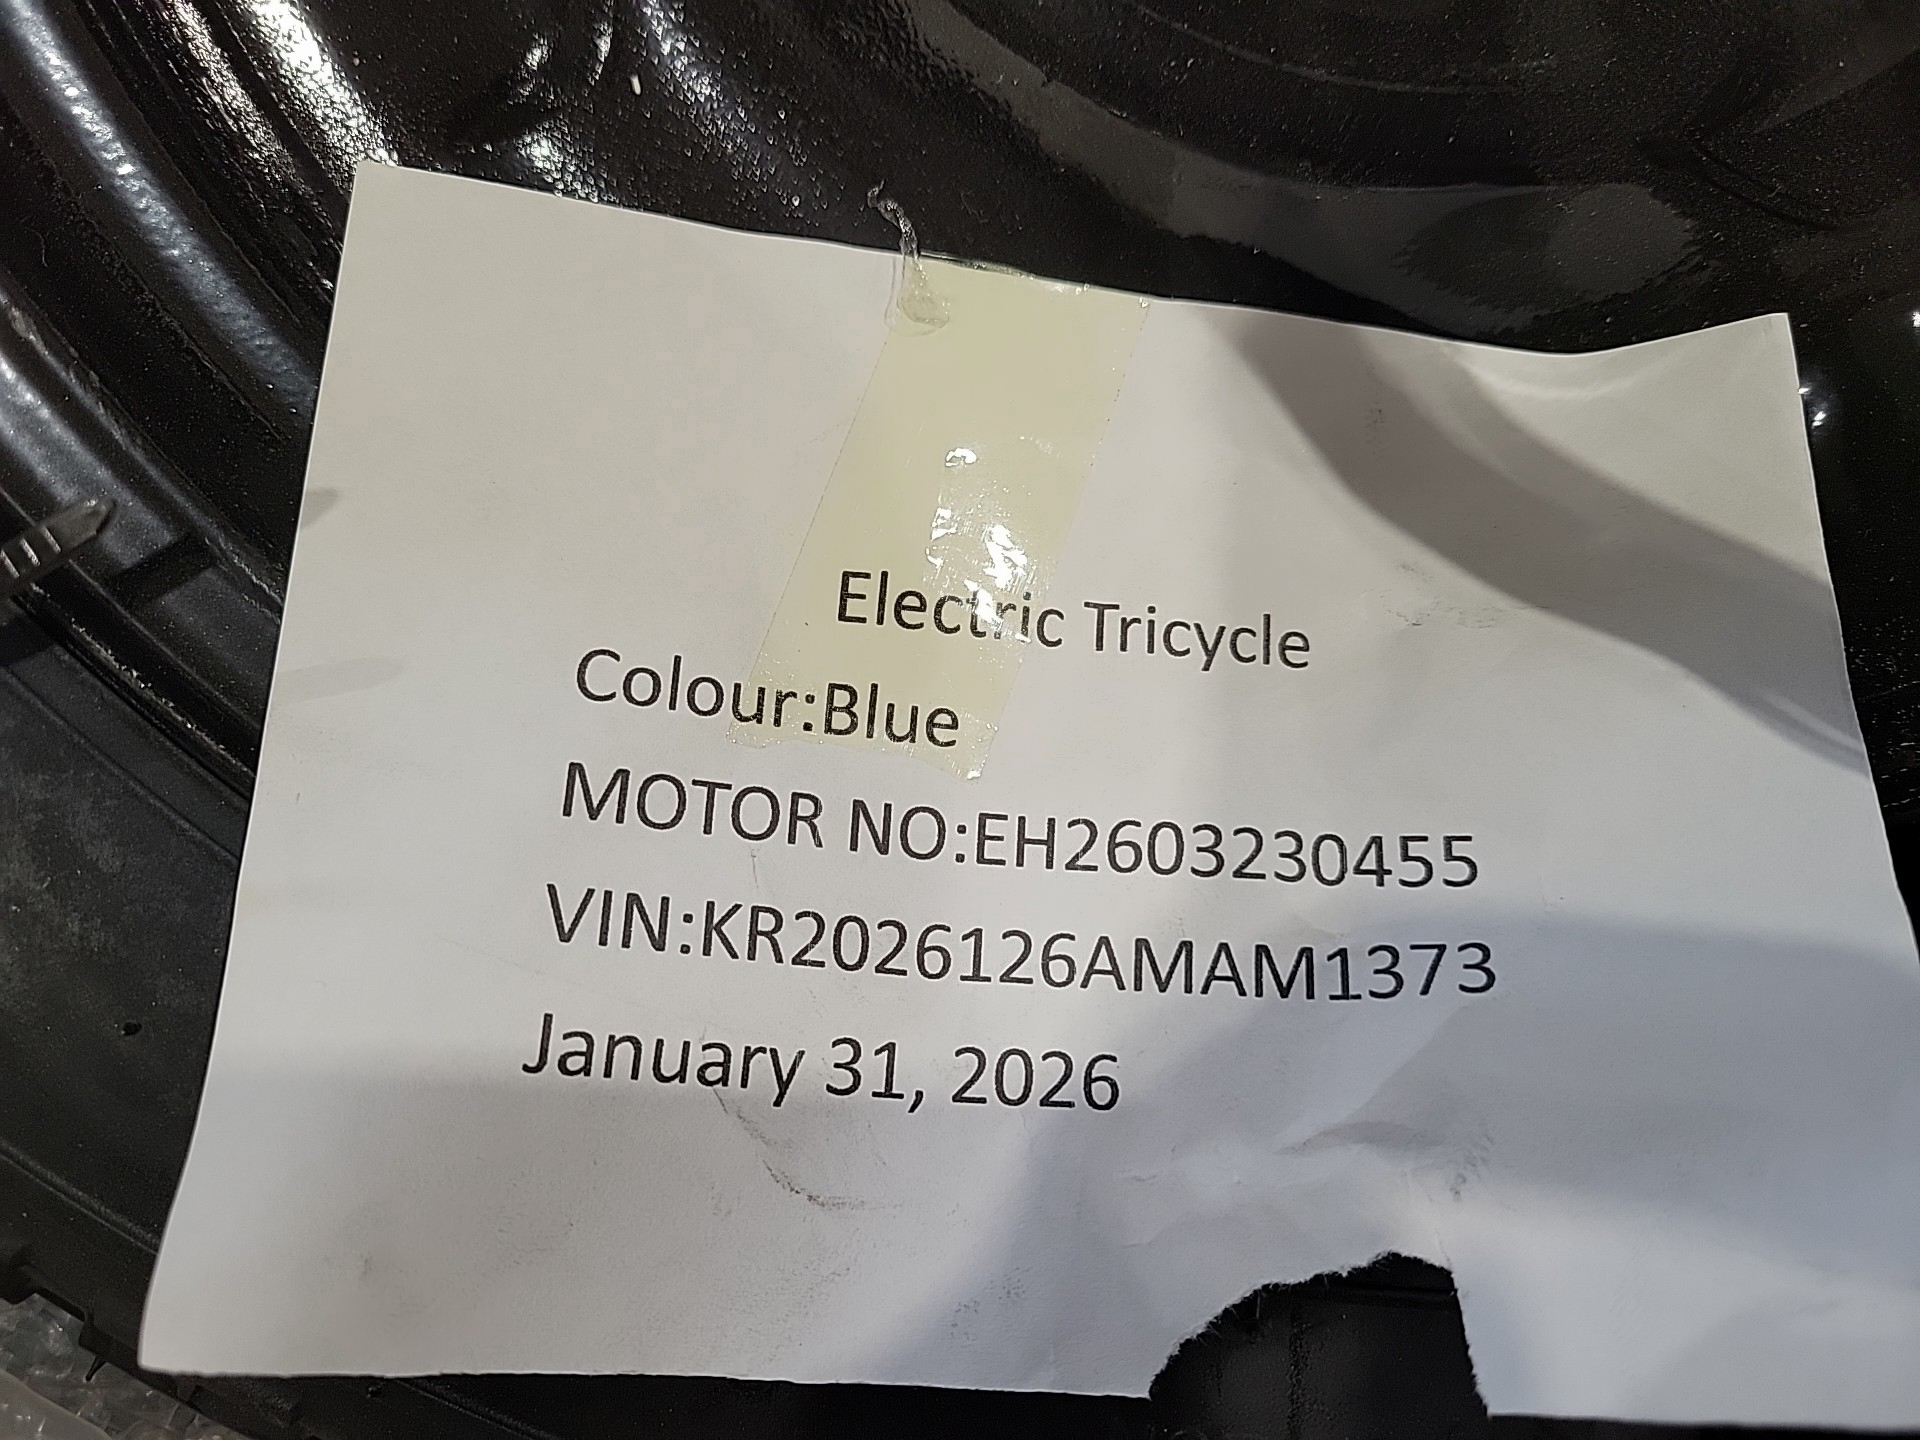 Electric Tricycle
Colour:Blue
MOTOR NO:EH2603230455
VIN:KR2026126AMAM1373
January 31, 2026